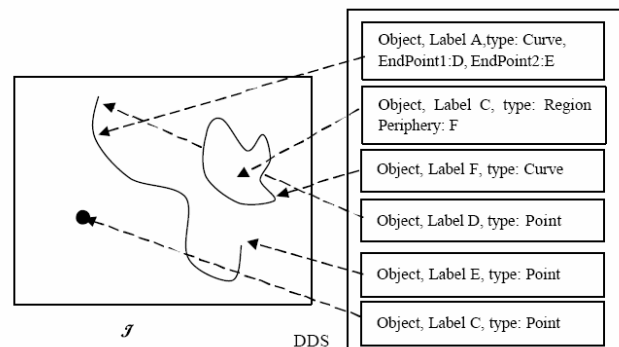 Object, Label A,type: Curve,
EndPoint1:D, EndPoint2:E
Object, Label C, type: Region
Periphery: F
Object, Label F, type: Curve
Object, Label D, type: Point
Object, Label E, type: Point
Object, Label C, type: Point
ℐ
DDS